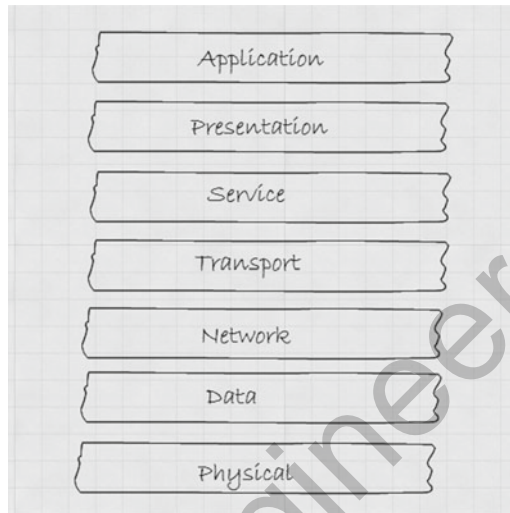 Application
Presentation
Service
Transport
Network
Data
Physical